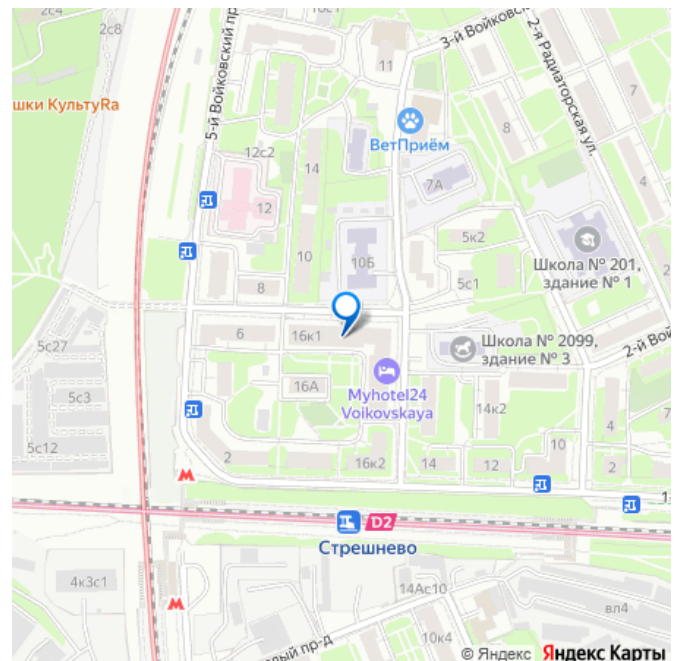 2с4
2с8
шки КультуRа
5-й Войковский пр
16с1
3-й Войковс
11
2-я Радиаторская ул.
ВетПриём
8
12с2
14
7А
4
12
10
10Б
5к2
Школа № 201,
здание № 1
8
5с1
6
16к1
5с27
Школа № 2099,
здание № 3
2-й Вой
5с3
16А
Myhotel24
Voikovskaya
14к2
5с12
10
4
2
16к2
14
12
2
М
1-
D2
Стрешнево
4к3с1
М
14Ас10
вл4
лый пр-д
10к4
© Яндекс Яндекс Карты